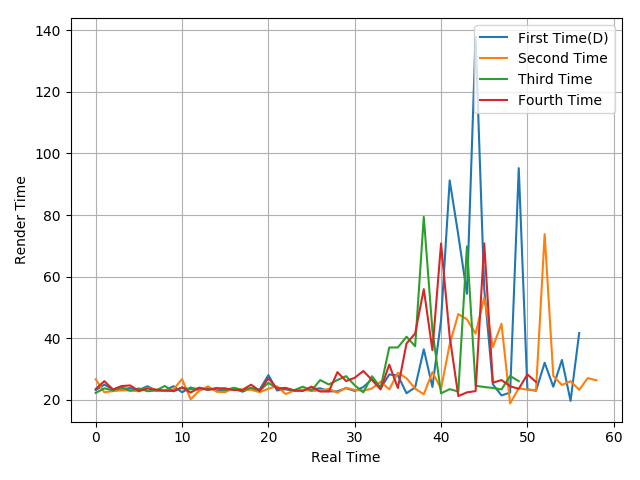 140
120
100
80
60
40
20
Render Time
0 10 20 30 40 50 60
Real Time
First Time(D)
Second Time
Third Time
Fourth Time